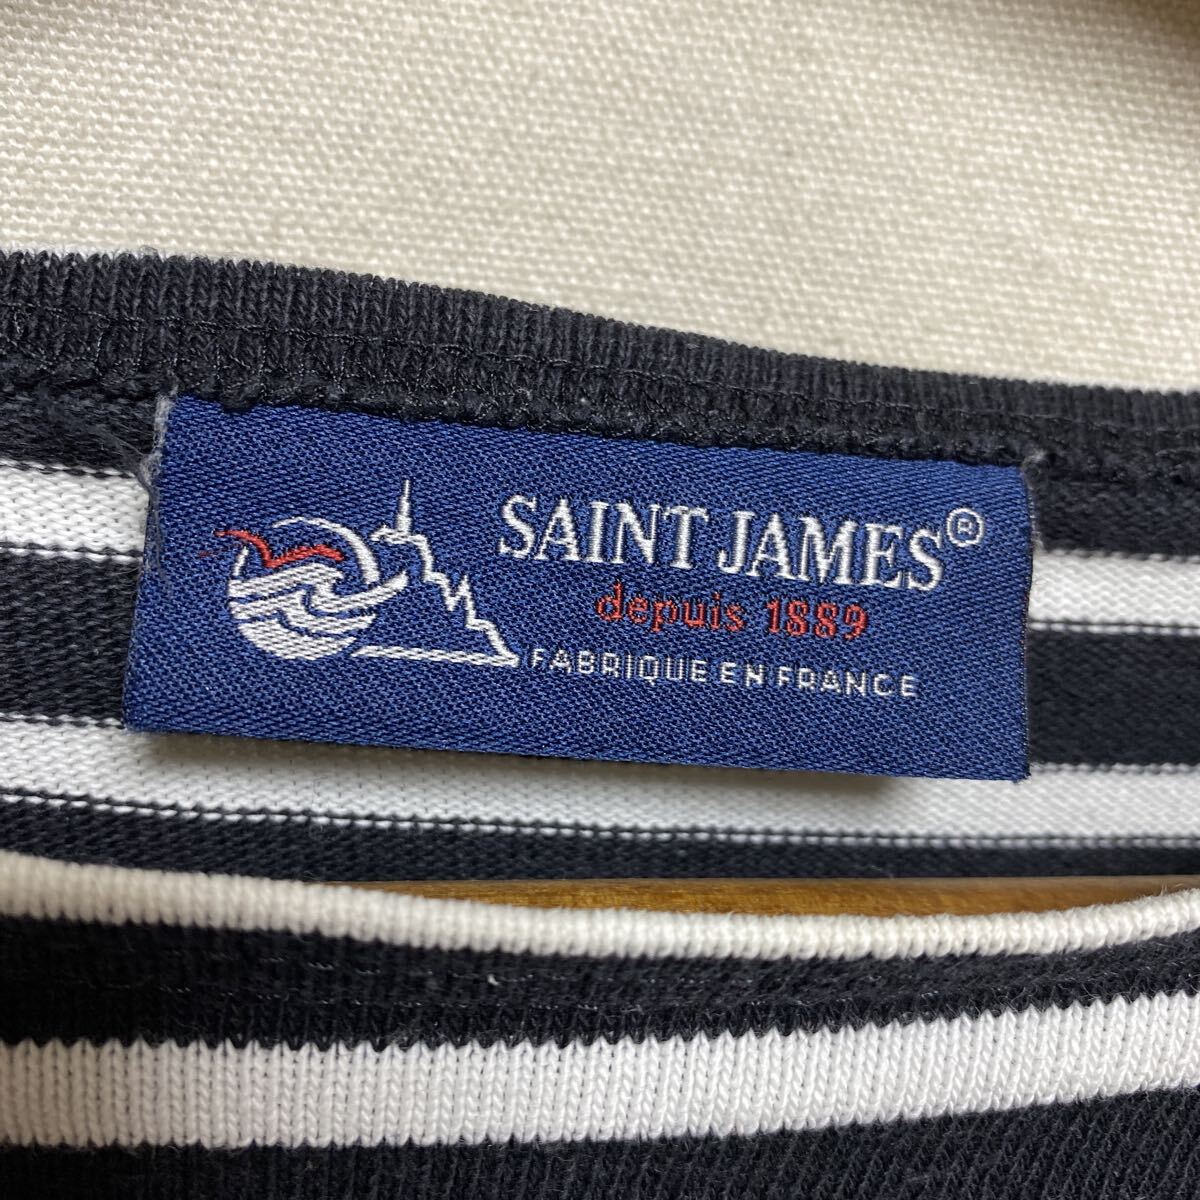 SAINT JAMES®
depuis 1889
FABRIQUE EN FRANCE